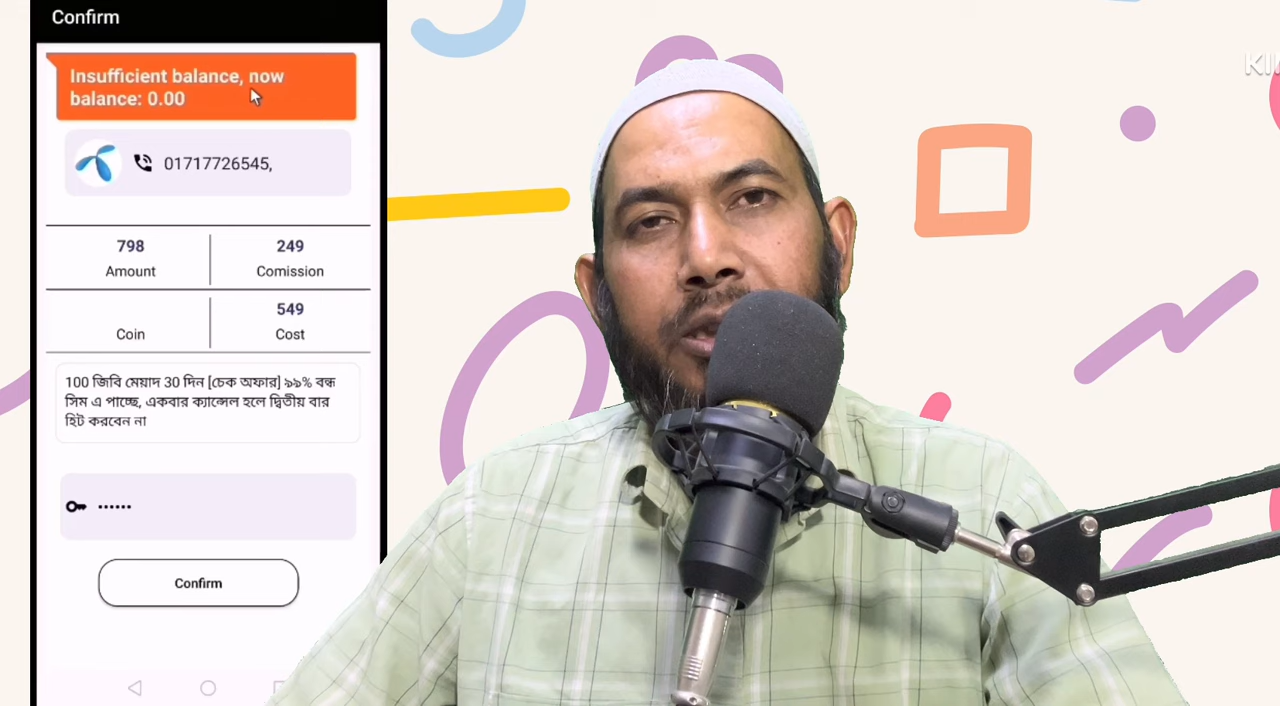 Confirm
Insufficient balance, now
balance: 0.00
01717726545,
798
249
Amount
Comission
549
Coin
Cost
100 জিবি মেয়াদ 30 দিন [চেক অফার] ৯৯% বন্ধ
সিম এ পাচ্ছে, একবার ক্যান্সেল হলে দ্বিতীয় বার
হিট করবেন না
••••••
Confirm